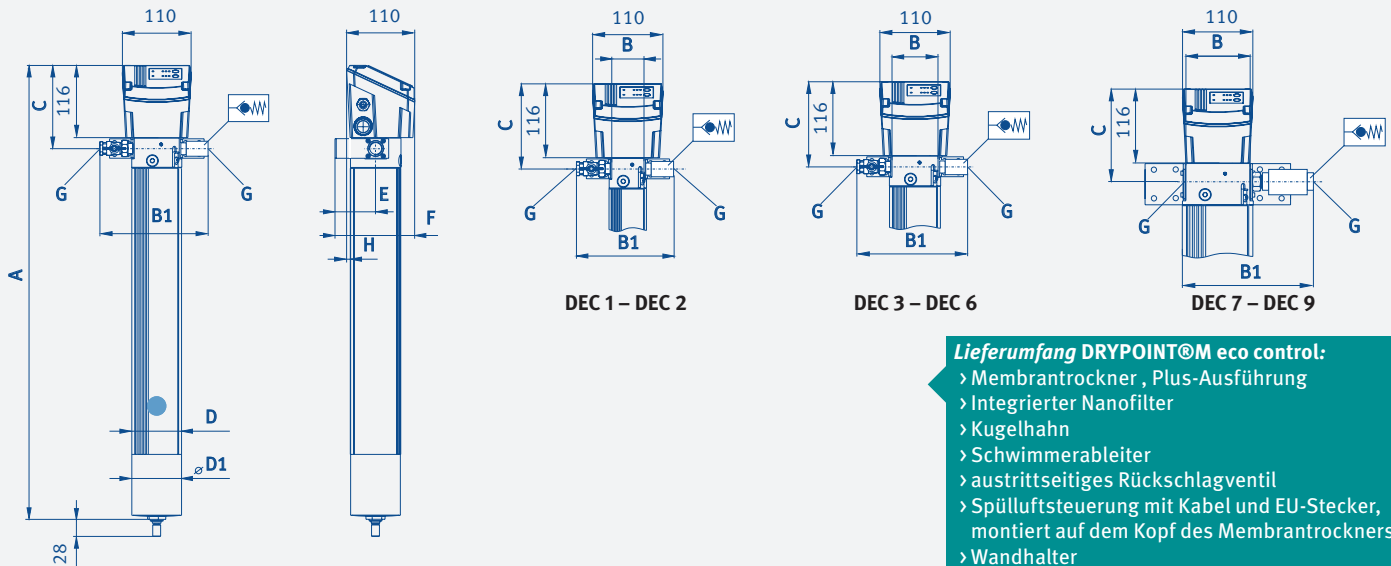 110
C
116
G
G
B1
A
D
⌀D1
28
110
E
F
H
110
B
C
116
G
G
B1
DEC 1 – DEC 2
110
B
C
116
G
G
B1
DEC 3 – DEC 6
110
B
C
116
G
G
B1
DEC 7 – DEC 9
Lieferumfang DRYPOINT®M eco control:
› Membrantrockner , Plus-Ausführung
› Integrierter Nanofilter
› Kugelhahn
› Schwimmerableiter
› austrittseitiges Rückschlagventil
› Spülluftsteuerung mit Kabel und EU-Stecker,
montiert auf dem Kopf des Membrantrockners
› Wandhalter